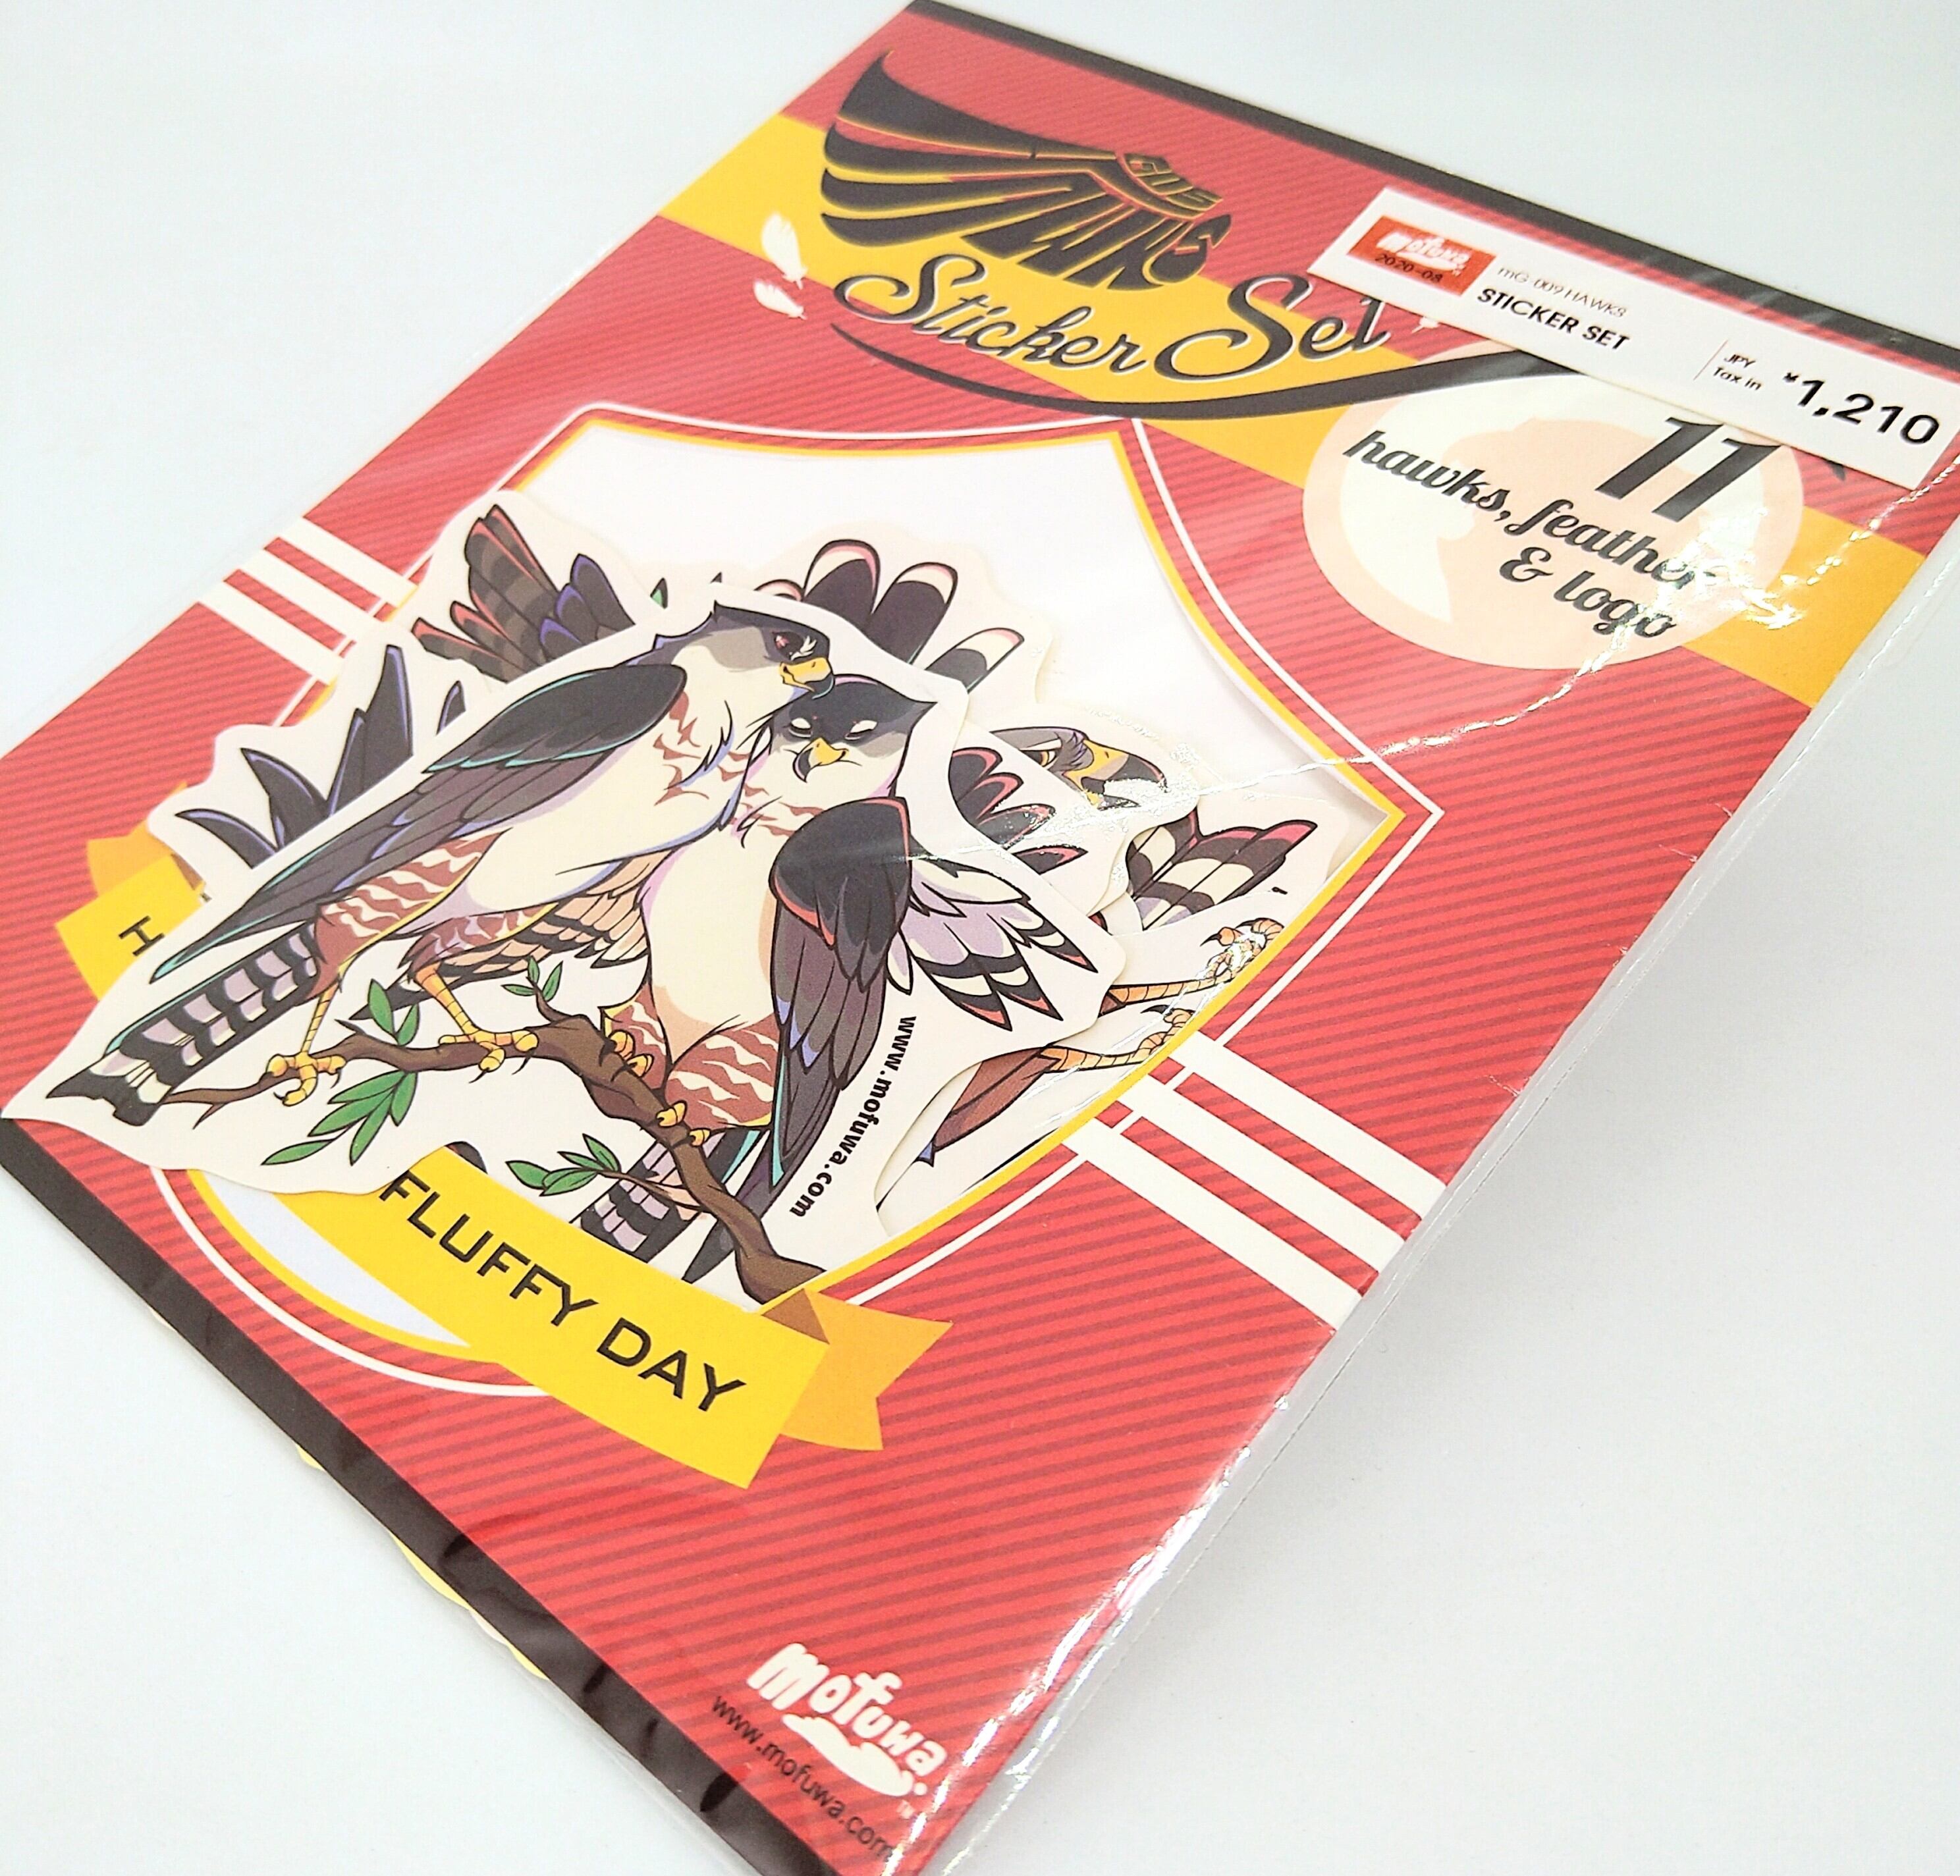 HAWKS
Sticker Set
mofuwa
2020-08
mG-009 HAWKS
STICKER SET
JPY
Tax in
¥1,210
11
hawks, feather
& logo
www.mofuwa.com
FLUFFY DAY
mofuwa
TM
www.mofuwa.com